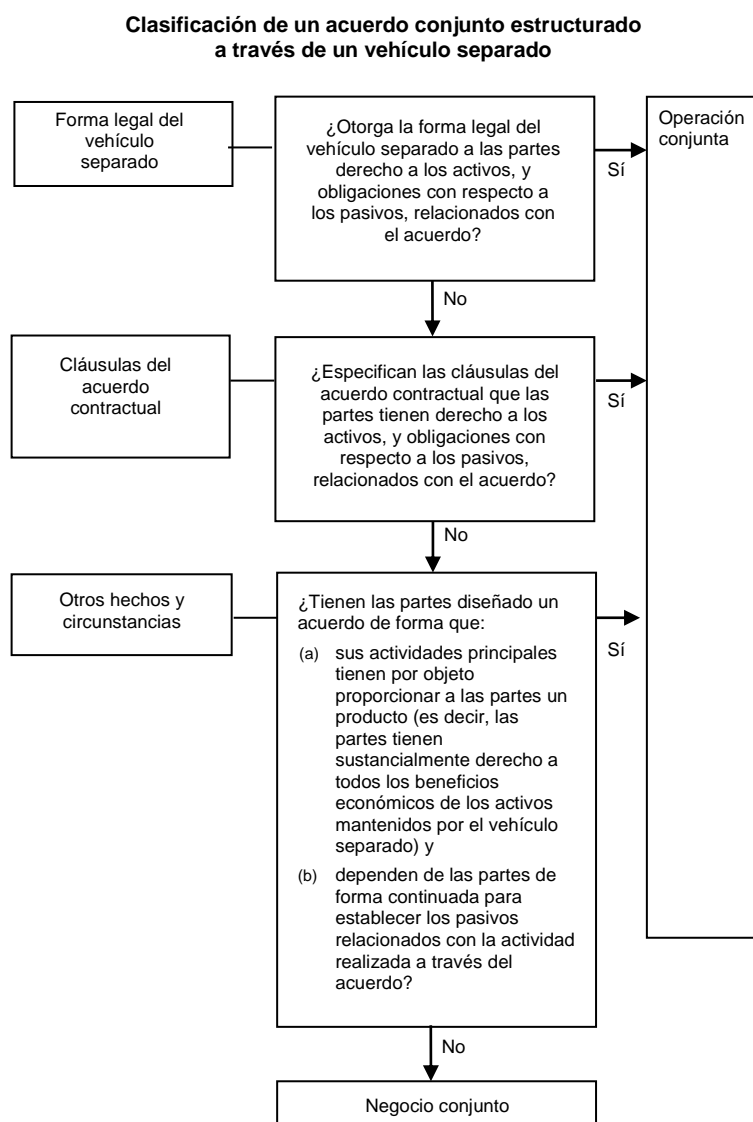 Clasificación de un acuerdo conjunto estructurado
a través de un vehículo separado
Forma legal del
vehículo
separado
¿Otorga la forma legal del
vehículo separado a las partes
derecho a los activos, y
obligaciones con respecto a
los pasivos, relacionados con
el acuerdo?
Sí
Operación
conjunta
No
Cláusulas del
acuerdo
contractual
¿Especifican las cláusulas del
acuerdo contractual que las
partes tienen derecho a los
activos, y obligaciones con
respecto a los pasivos,
relacionados con el acuerdo?
Sí
No
Otros hechos y
circunstancias
¿Tienen las partes diseñado un
acuerdo de forma que:
(a) sus actividades principales
tienen por objeto
proporcionar a las partes un
producto (es decir, las
partes tienen
sustancialmente derecho a
todos los beneficios
económicos de los activos
mantenidos por el vehículo
separado) y
(b) dependen de las partes de
forma continuada para
establecer los pasivos
relacionados con la actividad
realizada a través del
acuerdo?
Sí
No
Negocio conjunto